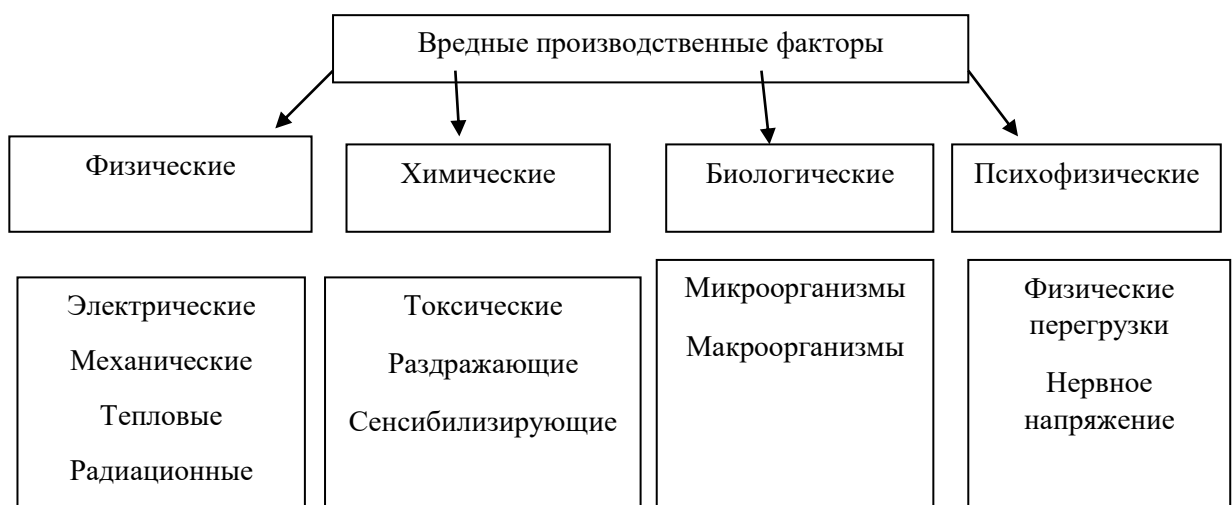 Вредные производственные факторы
Физические
Химические
Биологические
Психофизические
Электрические
Механические
Тепловые
Радиационные
Токсические
Раздражающие
Сенсибилизирующие
Микроорганизмы
Макроорганизмы
Физические
перегрузки
Нервное
напряжение